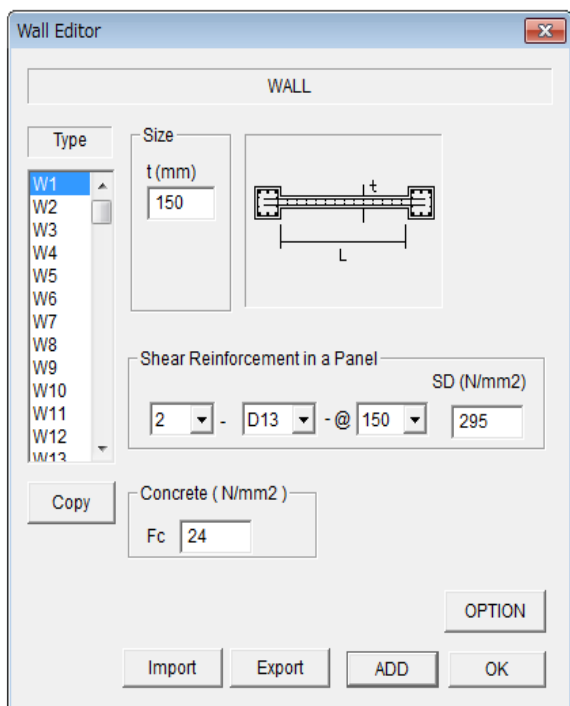 Wall Editor
WALL
Type
Size
t (mm)
150
W1
W2
W3
W4
W5
W6
W7
W8
W9
W10
W11
W12
W13
t
L
Shear Reinforcement in a Panel
SD (N/mm2)
2 - D13 - @ 150 295
Copy
Concrete ( N/mm2 )
Fc 24
OPTION
Import Export ADD OK